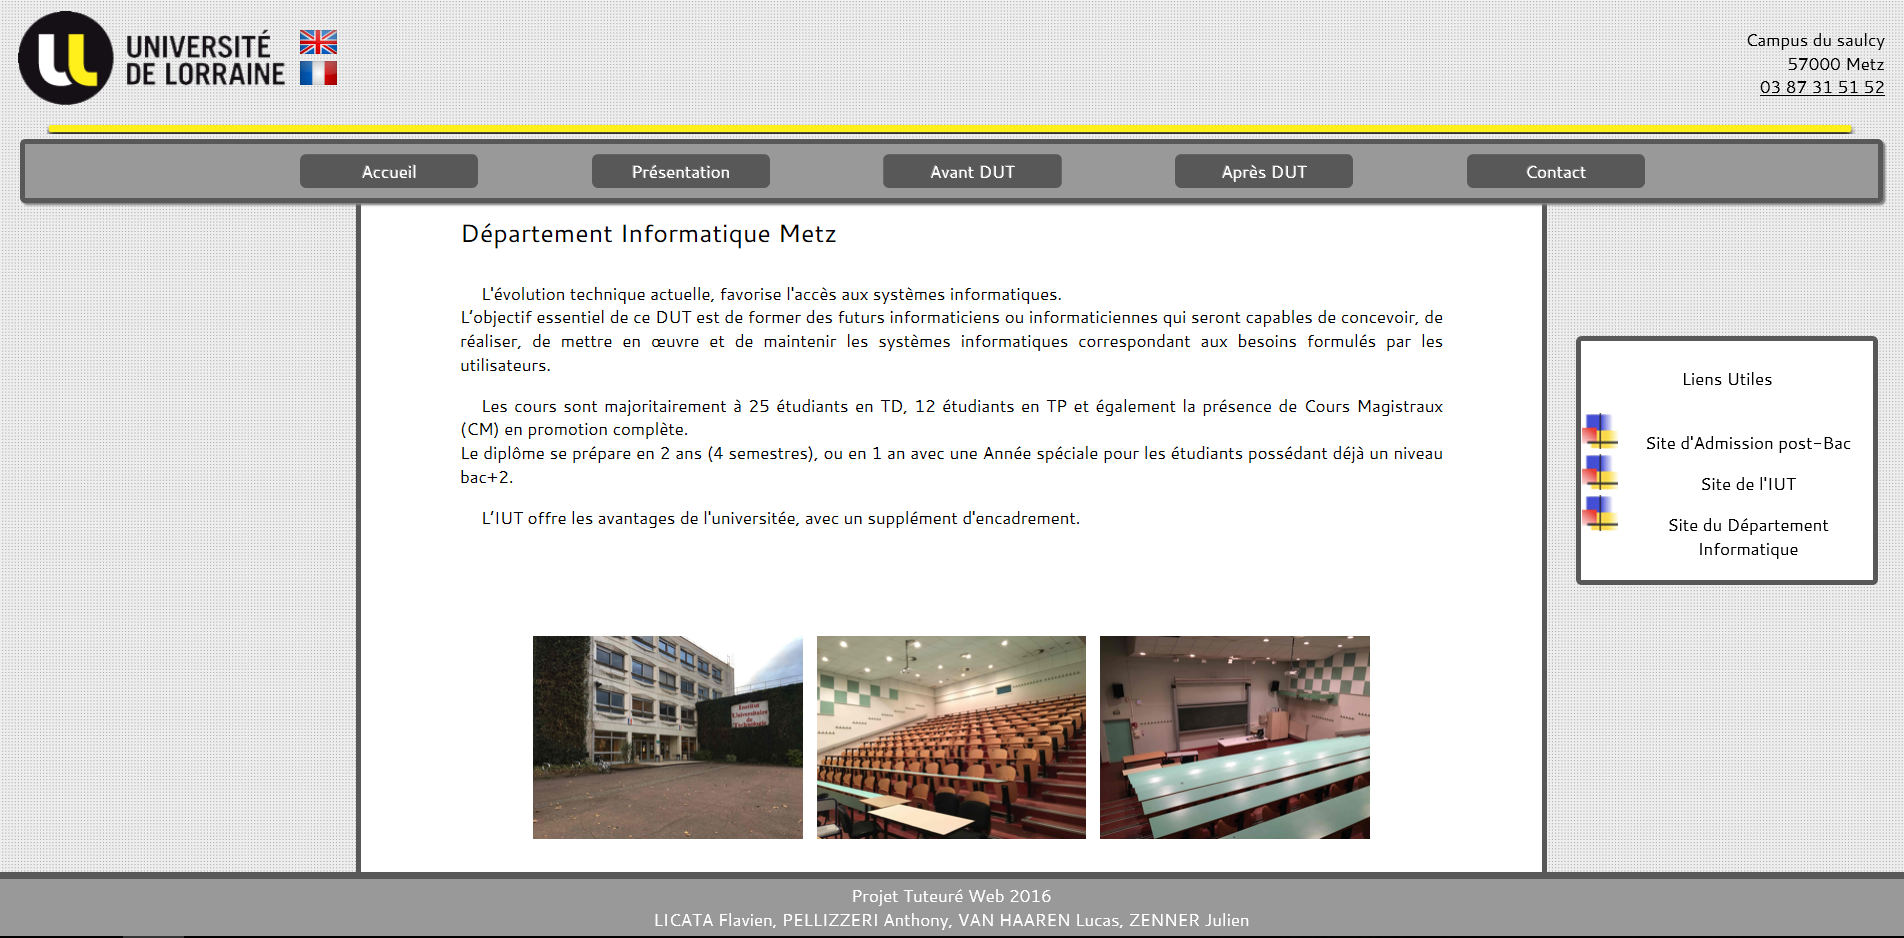 UNIVERSITÉ
DE LORRAINE
Campus du saulcy
57000 Metz
03 87 31 51 52
Accueil
Présentation
Avant DUT
Après DUT
Contact
Département Informatique Metz
L'évolution technique actuelle, favorise l'accès aux systèmes informatiques.
L’objectif essentiel de ce DUT est de former des futurs informaticiens ou informaticiennes qui seront capables de concevoir, de
réaliser, de mettre en œuvre et de maintenir les systèmes informatiques correspondant aux besoins formulés par les
utilisateurs.
Les cours sont majoritairement à 25 étudiants en TD, 12 étudiants en TP et également la présence de Cours Magistraux
(CM) en promotion complète.
Le diplôme se prépare en 2 ans (4 semestres), ou en 1 an avec une Année spéciale pour les étudiants possédant déjà un niveau
bac+2.
L’IUT offre les avantages de l'universitée, avec un supplément d'encadrement.
Liens Utiles
Site d'Admission post-Bac
Site de l'IUT
Site du Département
Informatique
Institut
Universitaire
de
Technologie
Projet Tuteuré Web 2016
LICATA Flavien, PELLIZZERI Anthony, VAN HAAREN Lucas, ZENNER Julien